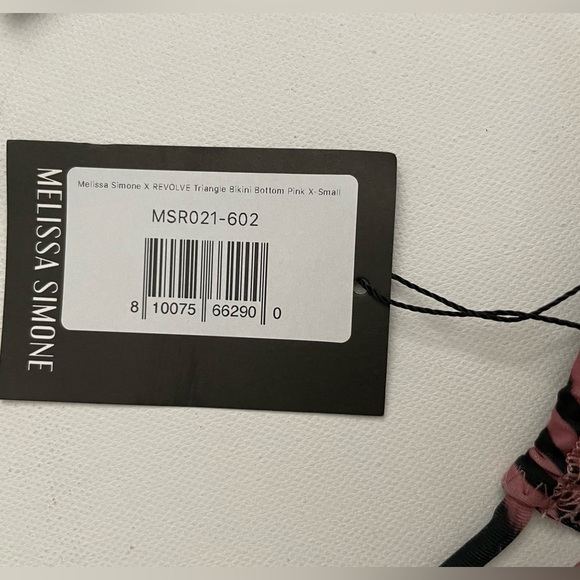 MELISSA SIMONE
Melissa Simone X REVOLVE Triangle Bikini Bottom Pink X-Small
MSR021-602
8 10075 66290 0